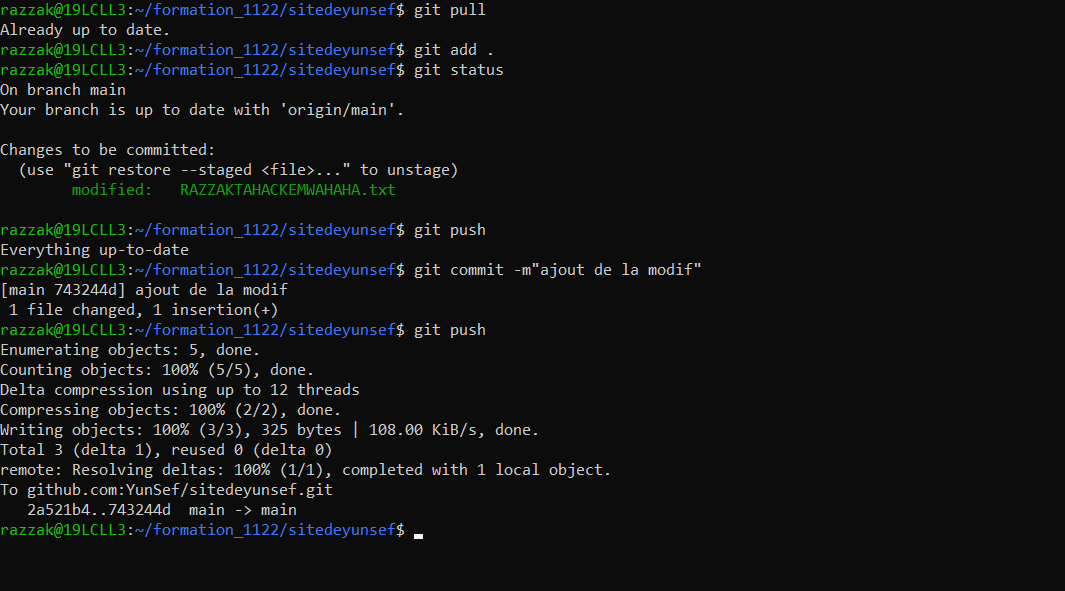 razzak@19LCLL3:~/formation_1122/sitedeyunsef$ git pull
Already up to date.
razzak@19LCLL3:~/formation_1122/sitedeyunsef$ git add .
razzak@19LCLL3:~/formation_1122/sitedeyunsef$ git status
On branch main
Your branch is up to date with 'origin/main'.
Changes to be committed:
  (use "git restore --staged <file>..." to unstage)
        modified:   RAZZAKTAHACKEMWAHAHA.txt
razzak@19LCLL3:~/formation_1122/sitedeyunsef$ git push
Everything up-to-date
razzak@19LCLL3:~/formation_1122/sitedeyunsef$ git commit -m"ajout de la modif"
[main 743244d] ajout de la modif
 1 file changed, 1 insertion(+)
razzak@19LCLL3:~/formation_1122/sitedeyunsef$ git push
Enumerating objects: 5, done.
Counting objects: 100% (5/5), done.
Delta compression using up to 12 threads
Compressing objects: 100% (2/2), done.
Writing objects: 100% (3/3), 325 bytes | 108.00 KiB/s, done.
Total 3 (delta 1), reused 0 (delta 0)
remote: Resolving deltas: 100% (1/1), completed with 1 local object.
To github.com:YunSef/sitedeyunsef.git
   2a521b4..743244d  main -> main
razzak@19LCLL3:~/formation_1122/sitedeyunsef$